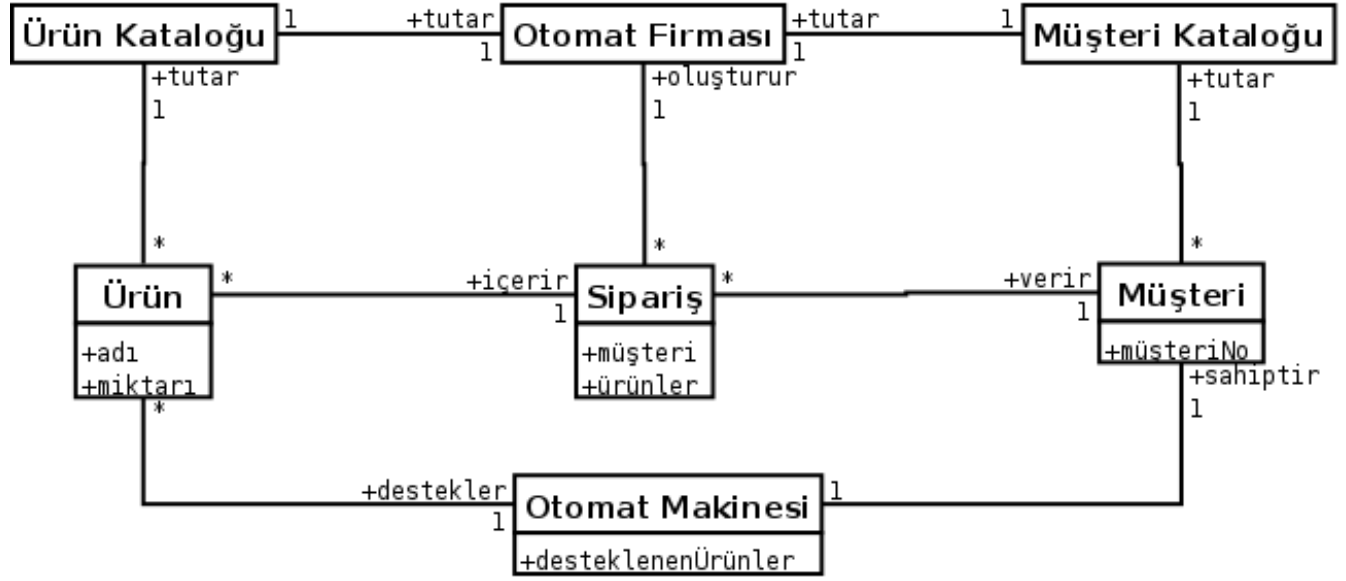 Ürün Kataloğu
1
+tutar
1
Otomat Firması
+tutar
1
1
Müşteri Kataloğu
+tutar
1
+oluşturur
1
+tutar
1
*
*
*
Ürün
+adı
+miktarı
*
+içerir
1
Sipariş
+müşteri
+ürünler
*
+verir
1
Müşteri
+müşteriNo
+sahiptir
1
*
+destekler
1
Otomat Makinesi
+desteklenenÜrünler
1